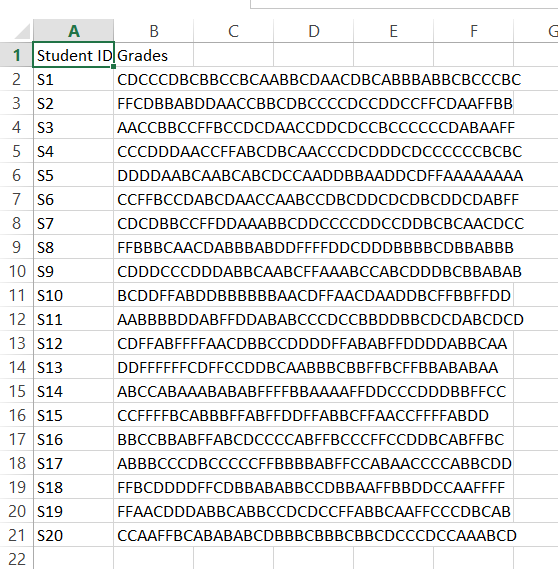 A B C D E F G
1 Student ID Grades
2 S1 CDCCCDBCBBCCBCAABBCDAACDBCABBBABBCBCCCBC
3 S2 FFCDBBABDDAACCBBCDBCCCCDCCDDCCFFCDAAFFBB
4 S3 AACCBBCCFFBCCDCDAACCDDCDCCBCCCCCCDABAAFF
5 S4 CCCDDDAACCFFABCDBCAACCCDCDDDCDCCCCCCBCBC
6 S5 DDDDAABCAABCABCDCCAADDBBAADDCDFFAAAAAAAA
7 S6 CCFFBCCDABCDAACCAABCCDBCDDCDCDBCDDCDABFF
8 S7 CDCDBBCCFFDDAAABBCDDCCCCDDCCDDBCBCAACDCC
9 S8 FFBBBCAACDABBBABDDFFFFDDCDDDBBBBCDBBABBB
10 S9 CDDDCCCDDDABBCAABCFFAAABCCABCDDDBCBBABAB
11 S10 BCDDFFABDDBBBBBBAACDFFAACDAADDBCFFBBFFDD
12 S11 AABBBBDDABFFDDABABCCCDCCBBDDBBCDCDABCDCD
13 S12 CDFFABFFFFAACDBBCCDDDDFFABABFFDDDDABBCAA
14 S13 DDFFFFFFCDFFCCDDBCAABBBCBBFFBCFFBBABABAA
15 S14 ABCCABAAABABABFFFFBBAAAAFFDDCCCDDDBBFFCC
16 S15 CCFFFFBCABBBFFABFFDDFFABBCFFAACCFFFFABDD
17 S16 BBCCBBABFFABCDCCCCABFFBCCCFFCCDDBCABFFBC
18 S17 ABBBCCCDBCCCCCFFBBBBABFFCCABAACCCCABBCDD
19 S18 FFBCDDDDFFCDBBABABBCCDBBAAFFBBDDCCAAFFFF
20 S19 FFAACDDDABBCABBCCDCDCCFFABBCAAFFCCCDBCAB
21 S20 CCAAFFBCABABABCDBBBCBBBCBBCDCCCDCCAAABCD
22